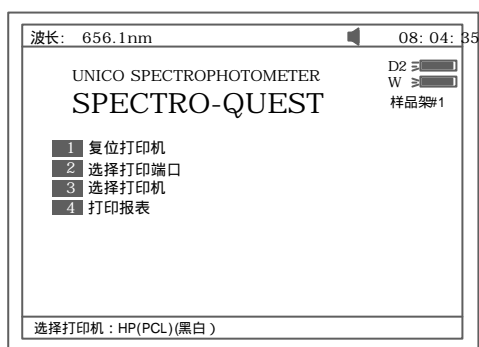 波长: 656.1nm 08: 04: 35
UNICO SPECTROPHOTOMETER
SPECTRO-QUEST
D2
W
样品架#1
1 复位打印机
2 选择打印端口
3 选择打印机
4 打印报表
选择打印机：HP(PCL)(黑白）